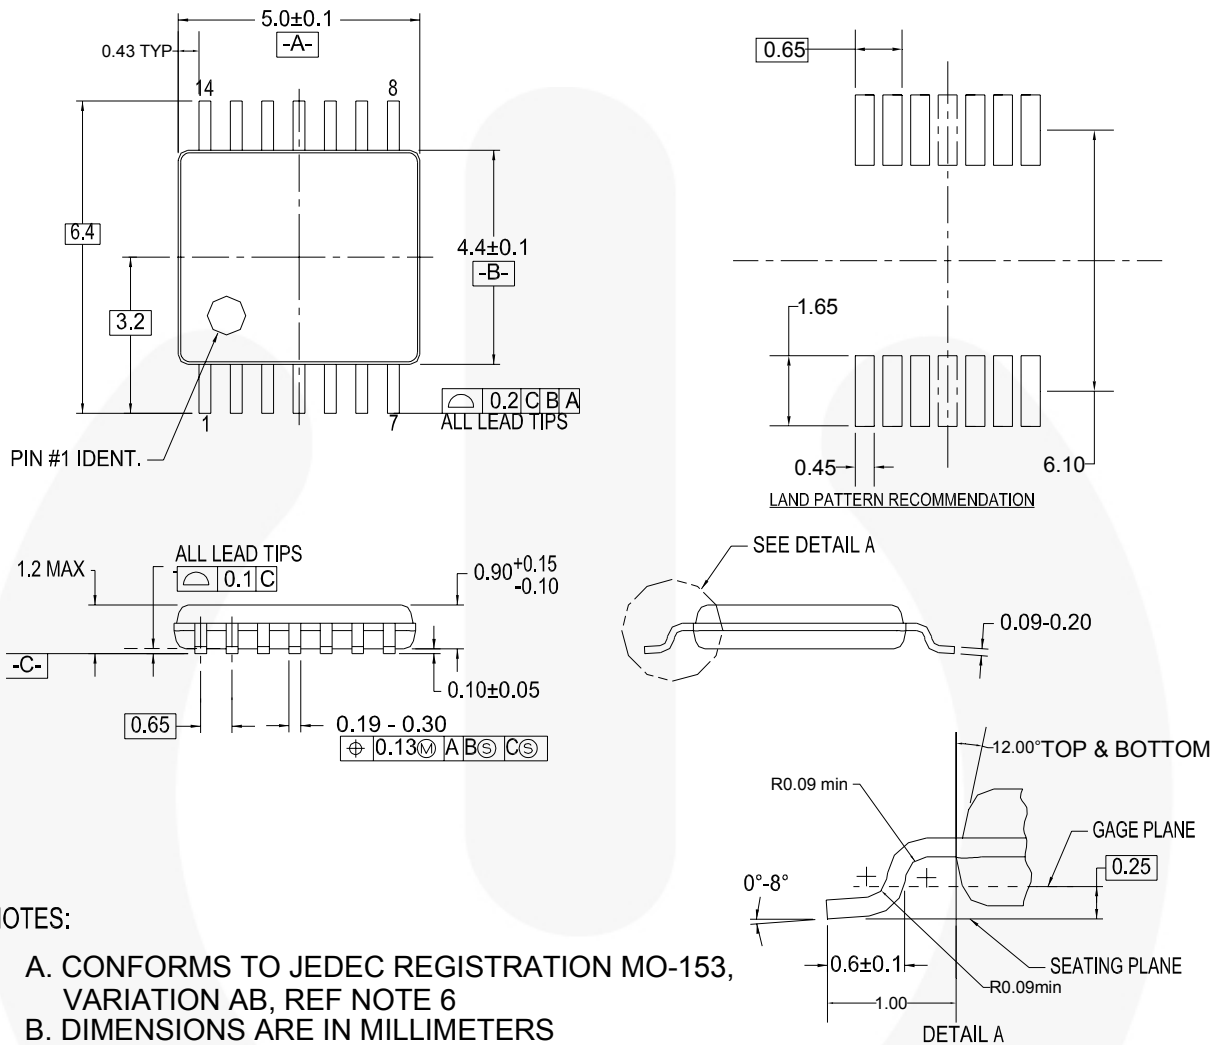 5.0±0.1
-A-
0.43 TYP
14
8
6.4
3.2
4.4±0.1
-B-
0.2 C B A
ALL LEAD TIPS
1
7
PIN #1 IDENT.
0.65
1.65
0.45
6.10
LAND PATTERN RECOMMENDATION
ALL LEAD TIPS
0.1 C
1.2 MAX
0.90+0.15
-0.10
-C-
0.10±0.05
0.65
0.19 - 0.30
⌖ 0.13Ⓜ A BⓈ CⓈ
SEE DETAIL A
0.09-0.20
12.00° TOP & BOTTOM
R0.09 min
GAGE PLANE
0.25
0°-8°
0.6±0.1
SEATING PLANE
R0.09min
1.00
DETAIL A
NOTES:
A. CONFORMS TO JEDEC REGISTRATION MO-153,
VARIATION AB, REF NOTE 6
B. DIMENSIONS ARE IN MILLIMETERS